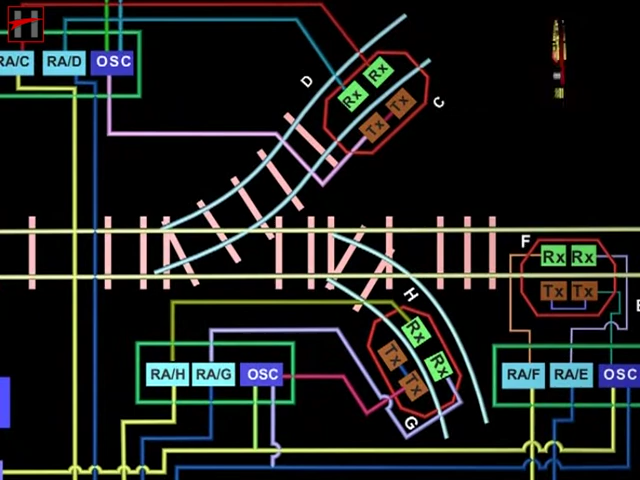 H
RA/C RA/D OSC
D
Rx Rx
C
Tx Tx
F
Rx Rx
Tx Tx
E
H
Rx
Tx Rx
Tx
G
RA/H RA/G OSC
RA/F RA/E OSC